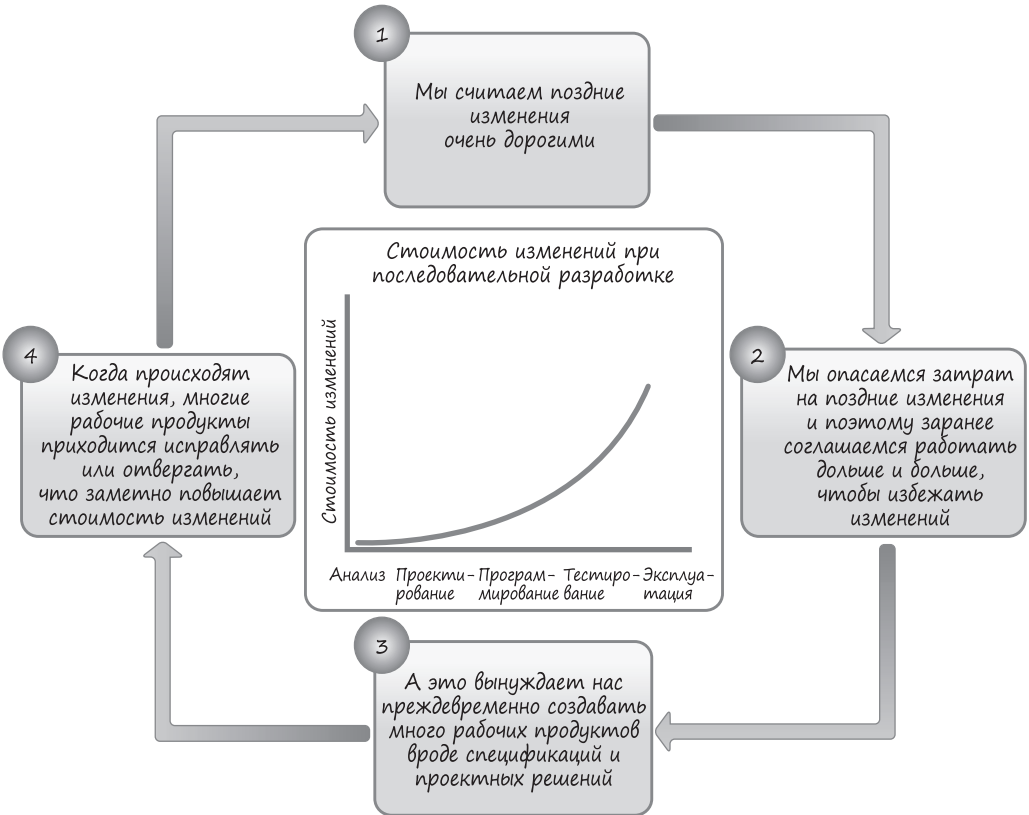 1
Мы считаем поздние
изменения
очень дорогими
Стоимость изменений при
последовательной разработке
Стоимость изменений
Анализ Проекти- Програм- Тестиро- Эксплуа-
рование мирование вание тация
2
Мы опасаемся затрат
на поздние изменения
и поэтому заранее
соглашаемся работать
дольше и больше,
чтобы избежать
изменений
3
А это вынуждает нас
преждевременно создавать
много рабочих продуктов
вроде спецификаций и
проектных решений
4
Когда происходят
изменения, многие
рабочие продукты
приходится исправлять
или отвергать,
что заметно повышает
стоимость изменений